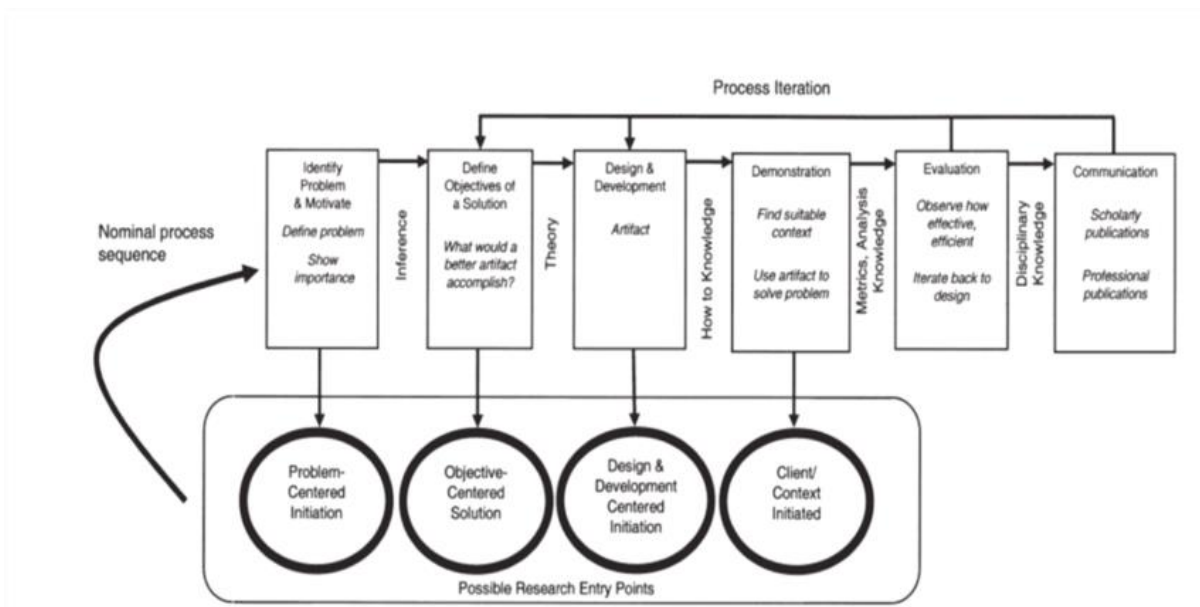 Process Iteration
Nominal process
sequence
Identify
Problem
& Motivate
Define problem
Show
importance
Inference
Define
Objectives of
a Solution
What would a
better artifact
accomplish?
Theory
Design &
Development
Artifact
How to Knowledge
Demonstration
Find suitable
context
Use artifact to
solve problem
Metrics, Analysis
Knowledge
Evaluation
Observe how
effective,
efficient
Iterate back to
design
Disciplinary
Knowledge
Communication
Scholarly
publications
Professional
publications
Problem-
Centered
Initiation
Objective-
Centered
Solution
Design &
Development
Centered
Initiation
Client/
Context
Initiated
Possible Research Entry Points